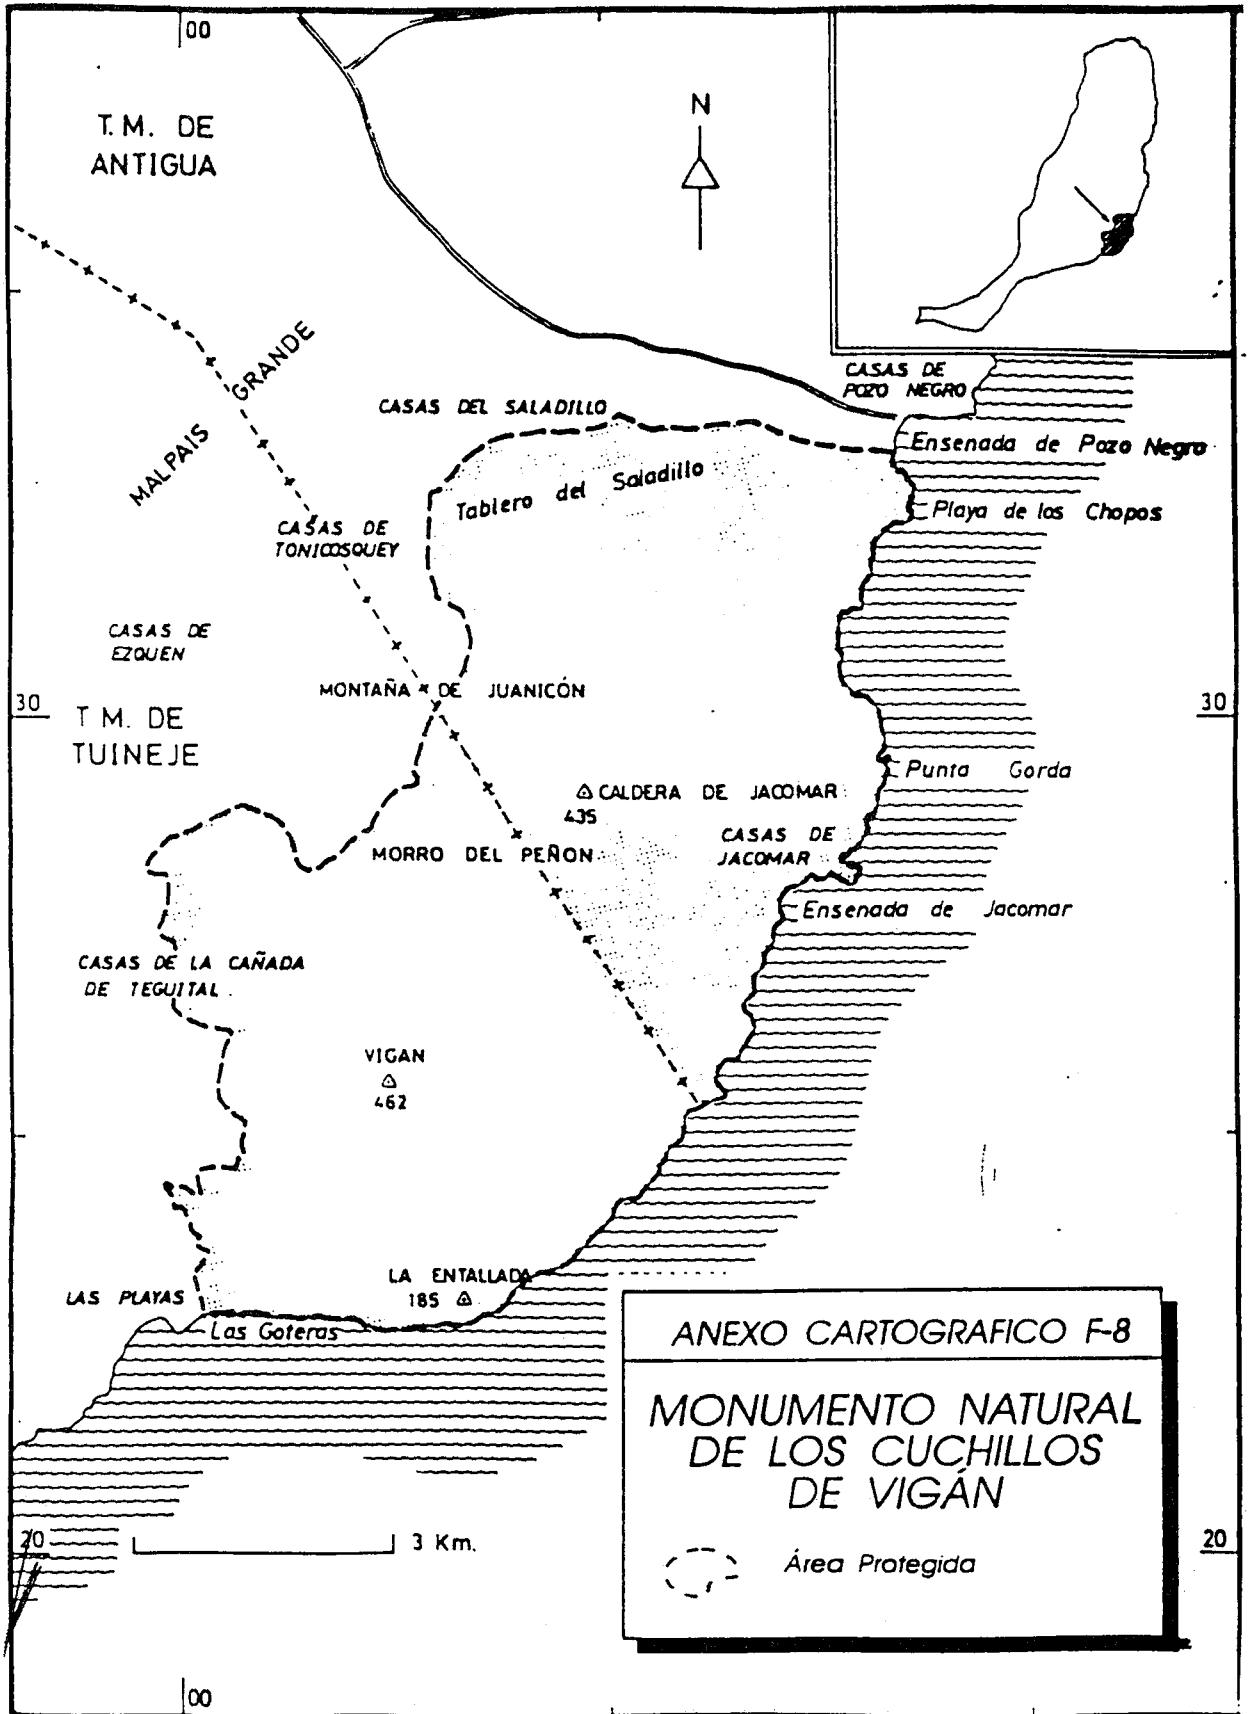 00
T.M. DE
ANTIGUA
N
MALPAIS GRANDE
CASAS DE
POZO NEGRO
CASAS DEL SALADILLO
Ensenada de Pozo Negro
Tablero del Saladillo
Playa de los Chopos
CASAS DE
TONICOSQUEY
CASAS DE
EZQUEN
MONTAÑA DE JUANICÓN
30
30
T M. DE
TUINEJE
Punta Gorda
CALDERA DE JACOMAR
435
CASAS DE
JACOMAR
MORRO DEL PEÑON
Ensenada de Jacomar
CASAS DE LA CAÑADA
DE TEGUITAL
VIGAN
462
LA ENTALLADA
185
LAS PLAYAS
Las Goteras
ANEXO CARTOGRAFICO F-8
MONUMENTO NATURAL
DE LOS CUCHILLOS
DE VIGÁN
Área Protegida
20
3 Km.
20
00